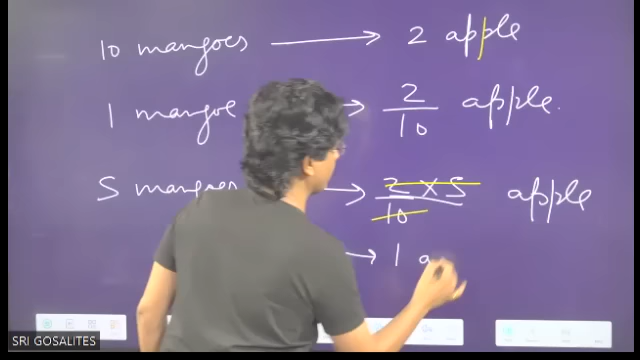 10 mangoes → 2 apple
1 mangoe → 2/10 apple.
5 mangoes → 2 × 5/10 apple
→ 1 a
SRI GOSALITES